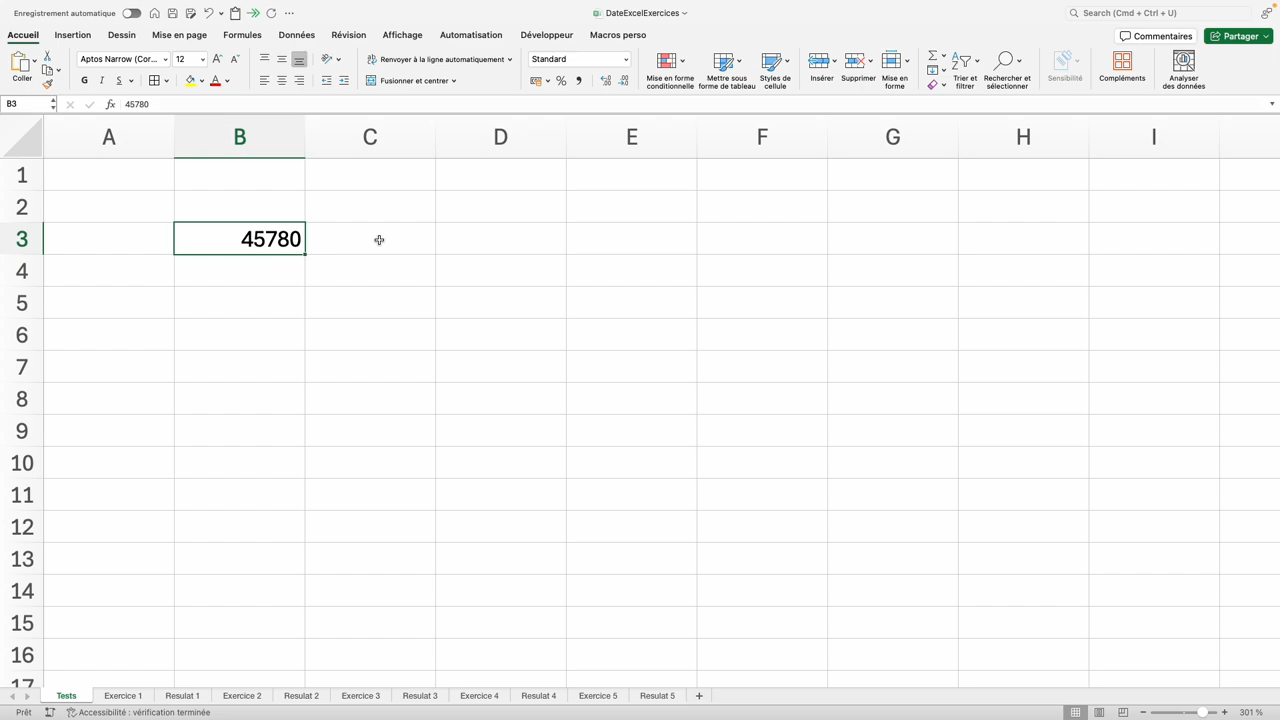 Enregistrement automatique
DateExcelExercices
Search (Cmd + Ctrl + U)
Accueil Insertion Dessin Mise en page Formules Données Révision Affichage Automatisation Développeur Macros perso
Commentaires Partager
Coller
Aptos Narrow (Cor... 12
G I S
Renvoyer à la ligne automatiquement
Fusionner et centrer
Standard
Mise en forme conditionnelle
Mettre sous forme de tableau
Styles de cellule
Insérer
Supprimer
Mise en forme
Trier et filtrer
Rechercher et sélectionner
Sensibilité
Compléments
Analyser des données
B3 fx 45780
A B C D E F G H I
1
2
3 45780
4
5
6
7
8
9
10
11
12
13
14
15
16
17
Tests Exercice 1 Resulat 1 Exercice 2 Resulat 2 Exercice 3 Resulat 3 Exercice 4 Resulat 4 Exercice 5 Resulat 5 +
Prêt Accessibilité : vérification terminée 301 %